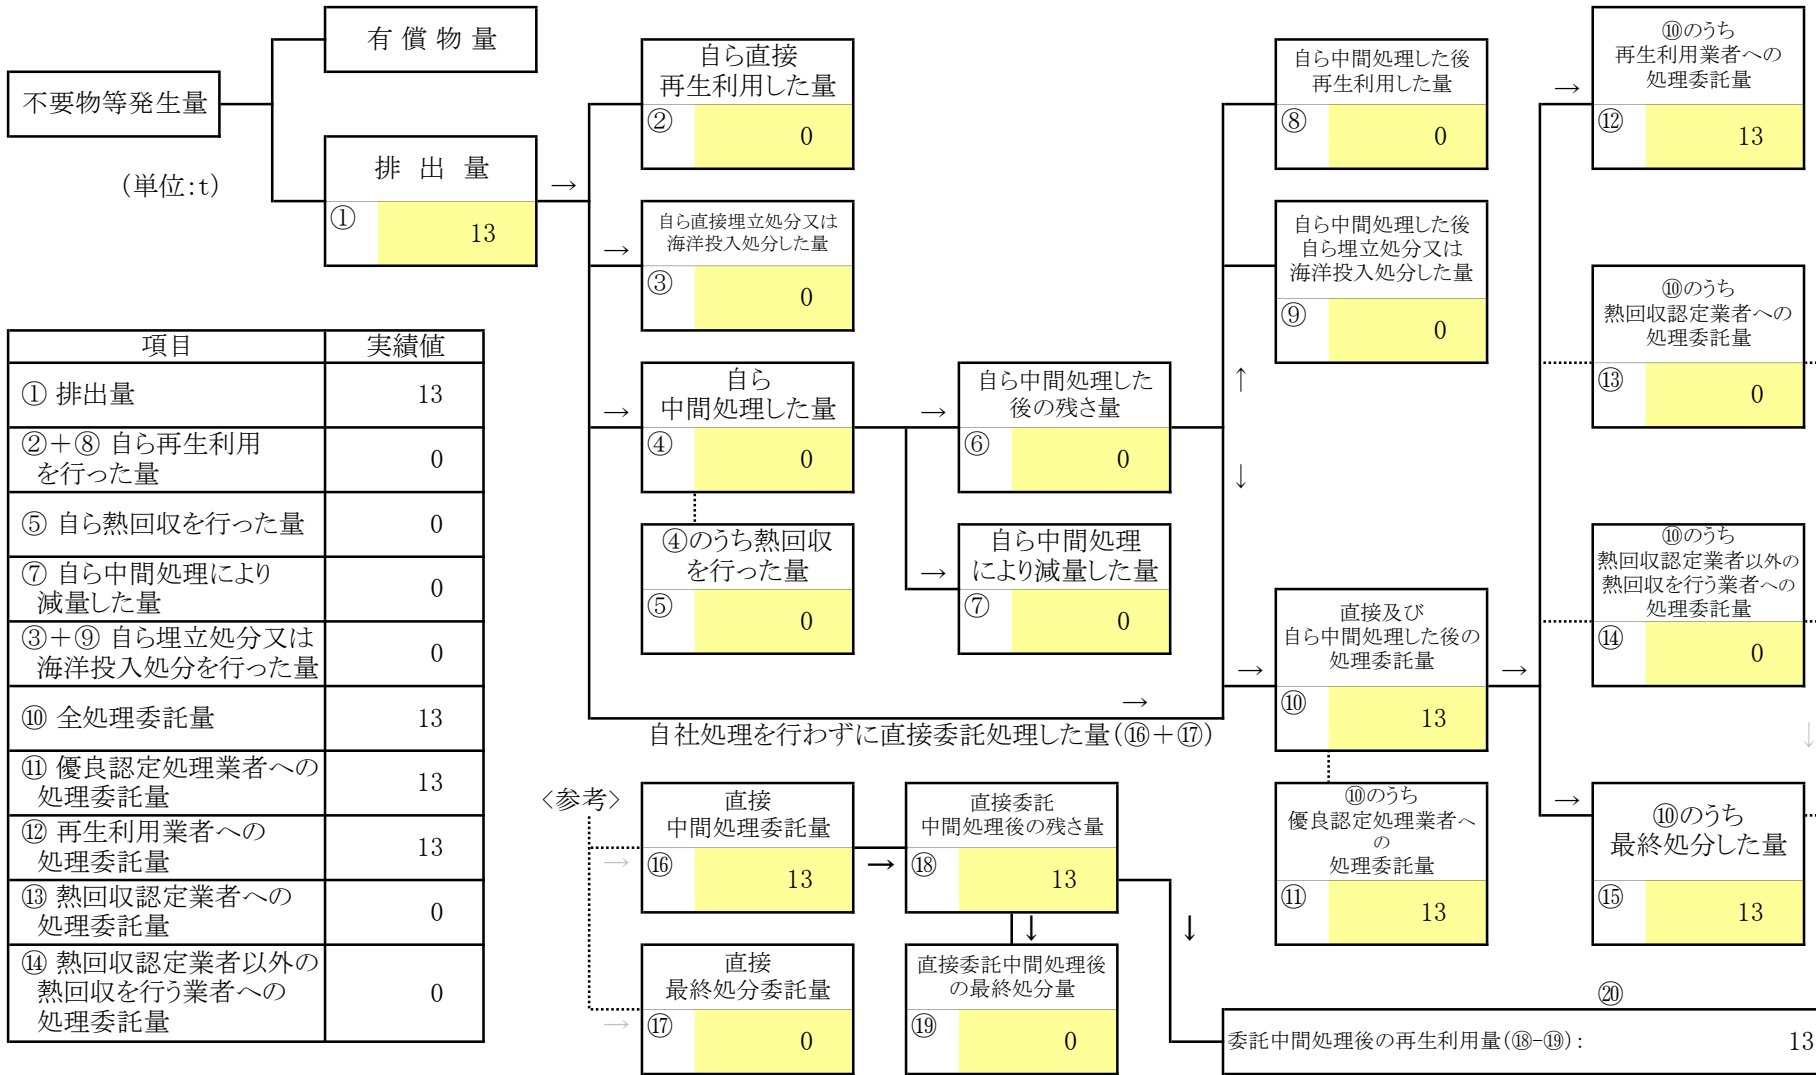 不要物等発生量
(単位:t)
有償物量
排出量
①
13
→
自ら直接
再生利用した量
②
0
→
自ら直接埋立処分又は
海洋投入処分した量
③
0
→
自ら
中間処理した量
④
0
④のうち熱回収
を行った量
⑤
0
→
自ら中間処理した
後の残さ量
⑥
0
→
自ら中間処理
により減量した量
⑦
0
自ら中間処理した後
再生利用した量
⑧
0
自ら中間処理した後
自ら埋立処分又は
海洋投入処分した量
⑨
0
↑
↓
→
自社処理を行わずに直接委託処理した量(⑯+⑰)
→
直接及び
自ら中間処理した後の
処理委託量
⑩
13
→
⑩のうち
優良認定処理業者へ
の
処理委託量
⑪
13
→
⑩のうち
再生利用業者への
処理委託量
⑫
13
⑩のうち
熱回収認定業者への
処理委託量
⑬
0
⑩のうち
熱回収認定業者以外の
熱回収を行う業者への
処理委託量
⑭
0
↓
→
⑩のうち
最終処分した量
⑮
13
項目 実績値
① 排出量 13
②+⑧ 自ら再生利用
を行った量 0
⑤ 自ら熱回収を行った量 0
⑦ 自ら中間処理により
減量した量 0
③+⑨ 自ら埋立処分又は
海洋投入処分を行った量 0
⑩ 全処理委託量 13
⑪ 優良認定処理業者への
処理委託量 13
⑫ 再生利用業者への
処理委託量 13
⑬ 熱回収認定業者への
処理委託量 0
⑭ 熱回収認定業者以外の
熱回収を行う業者への
処理委託量 0
〈参考〉
→
直接
中間処理委託量
⑯
13
→
直接委託
中間処理後の残さ量
⑱
13
↓
↓
→
直接
最終処分委託量
⑰
0
直接委託中間処理後
の最終処分量
⑲
0
⑳
委託中間処理後の再生利用量(⑱-⑲): 13